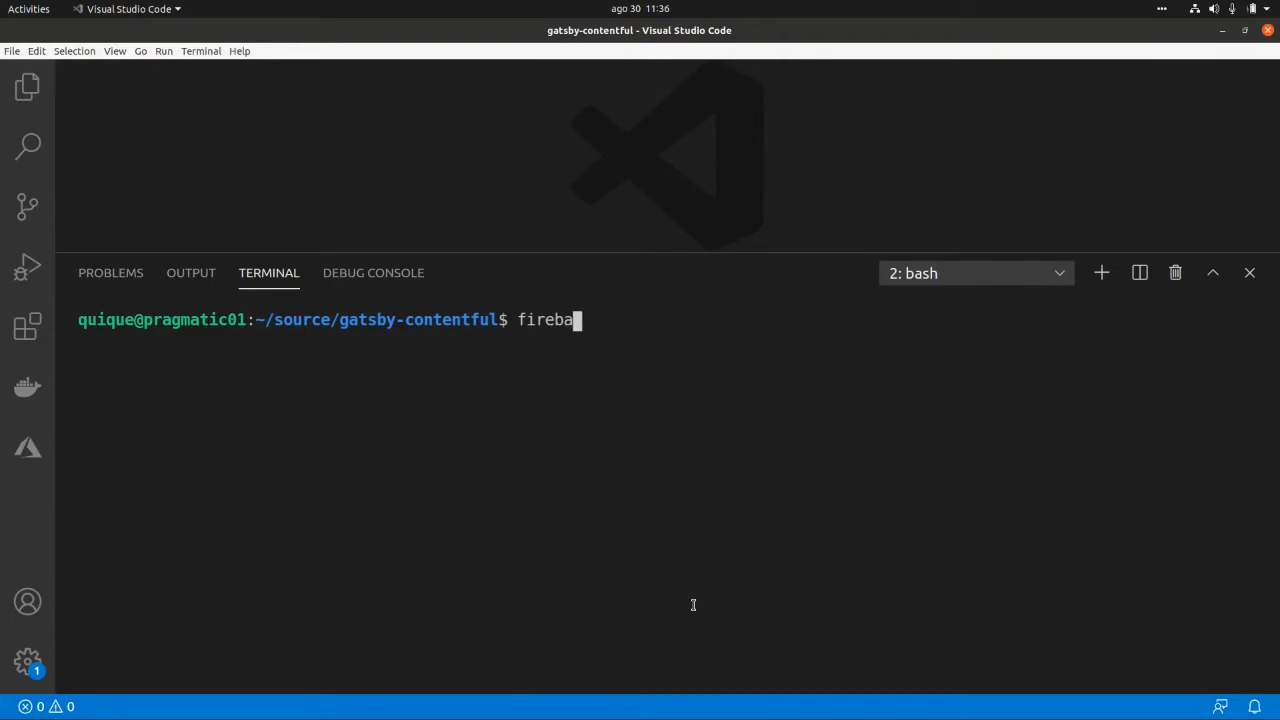 Activities
Visual Studio Code
ago 30 11:36
gatsby-contentful - Visual Studio Code
File Edit Selection View Go Run Terminal Help
PROBLEMS OUTPUT TERMINAL DEBUG CONSOLE
2: bash
quique@pragmatic01:~/source/gatsby-contentful$ fireba
1
0 0